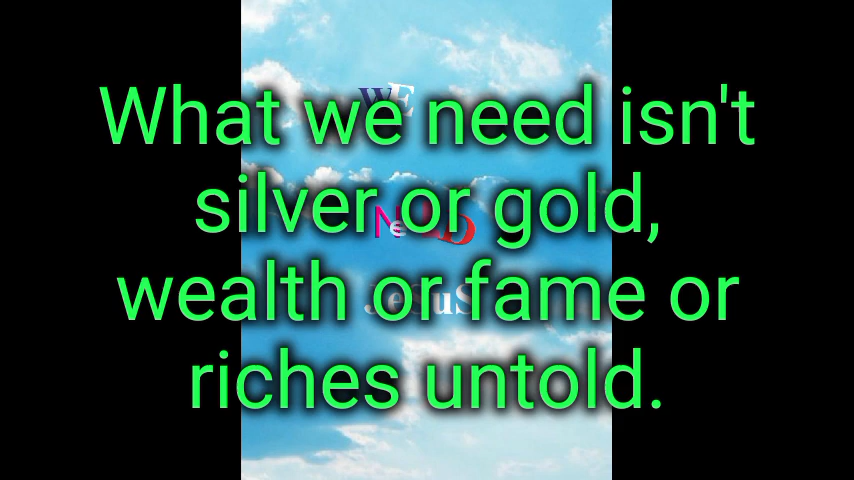 WE
What we need isn't
silver or gold,
NeED
wealth or fame or
JeSuS
riches untold.